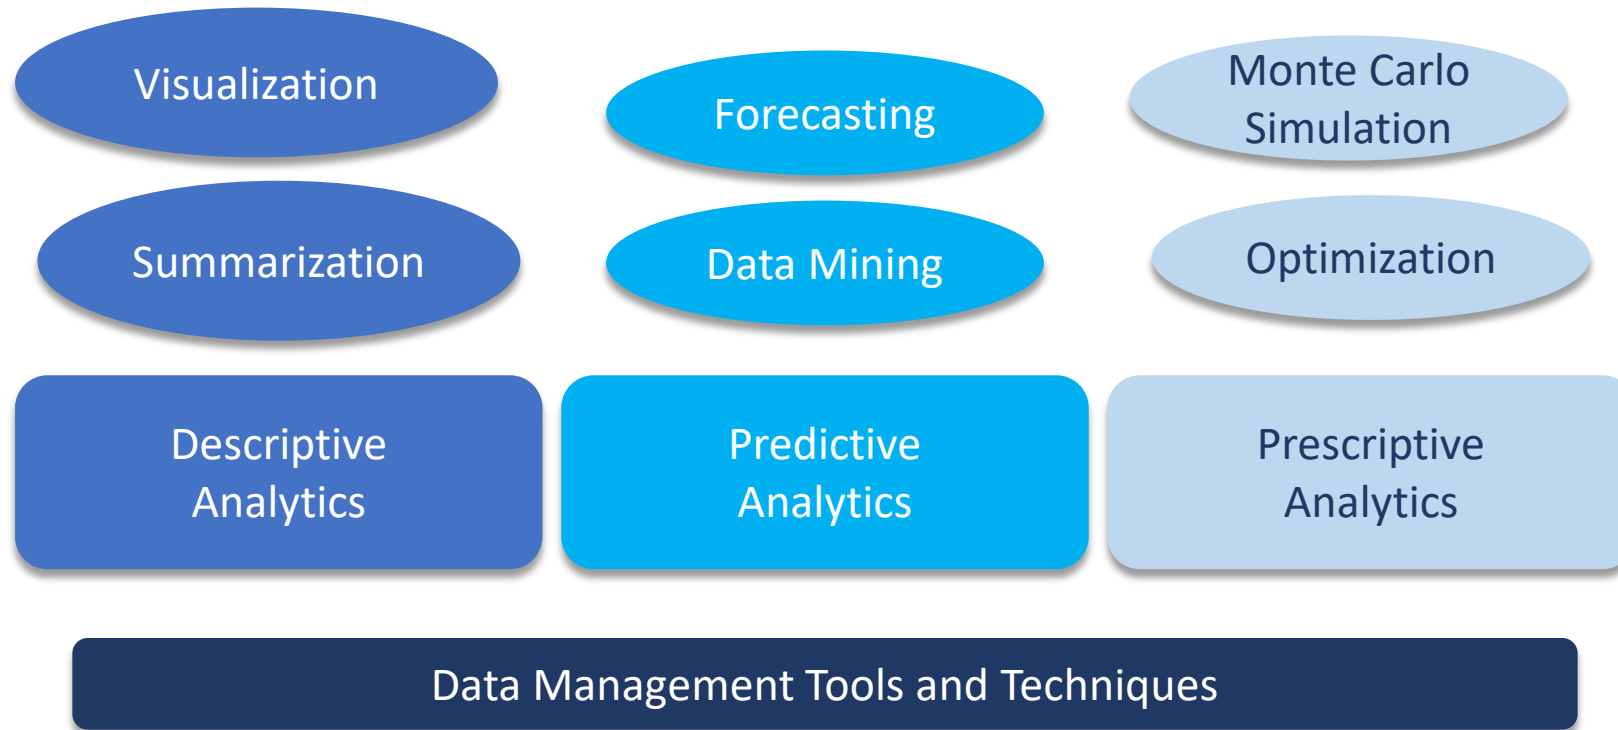 Visualization
Summarization
Descriptive
Analytics
Forecasting
Data Mining
Predictive
Analytics
Monte Carlo
Simulation
Optimization
Prescriptive
Analytics
Data Management Tools and Techniques